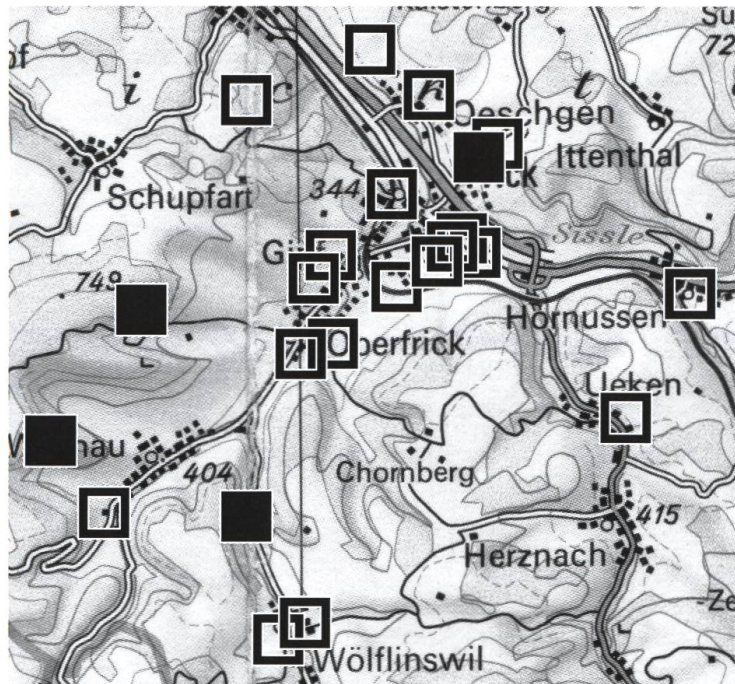 i c k t
Oeschgen
Ittenthal
Schupfart
344
Sissle
749
Hornussen
Oberfrick
Ueken
404
Chornberg
415
Herznach
Wölflinswil